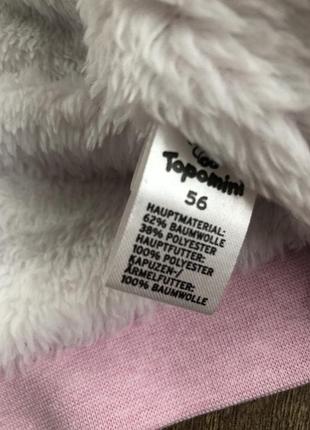 Topomini
56
HAUPTMATERIAL:
62% BAUMWOLLE
38% POLYESTER
HAUPTFUTTER:
100% POLYESTER
KAPUZEN-/
ÄRMELFUTTER:
100% BAUMWOLLE